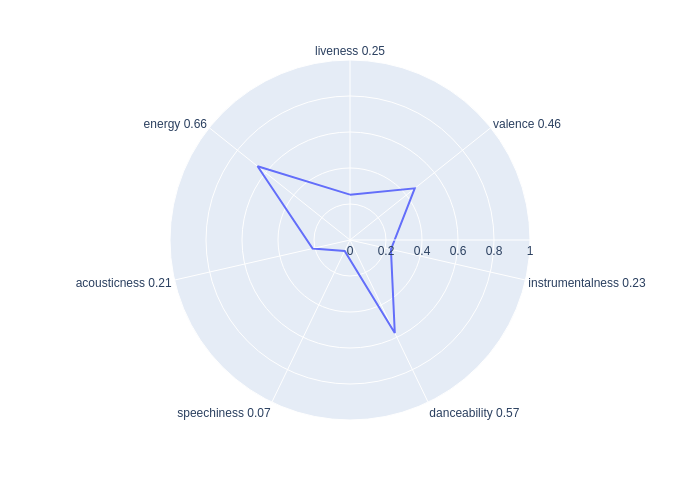 liveness 0.25
energy 0.66
valence 0.46
0 0.2 0.4 0.6 0.8 1
acousticness 0.21
instrumentalness 0.23
speechiness 0.07
danceability 0.57